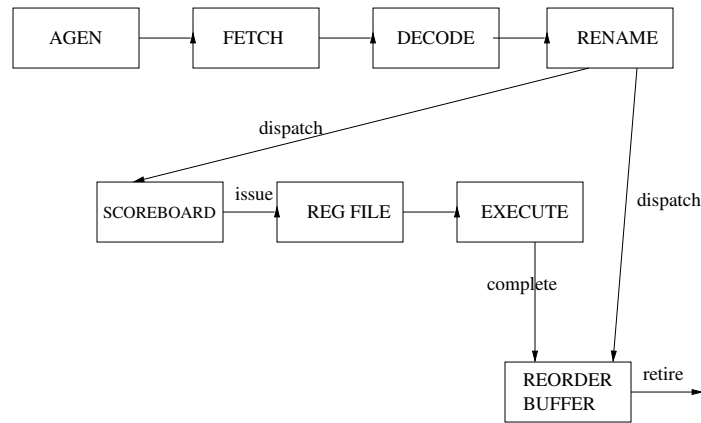 AGEN
FETCH
DECODE
RENAME
dispatch
SCOREBOARD
issue
REG FILE
EXECUTE
dispatch
complete
REORDER
BUFFER
retire